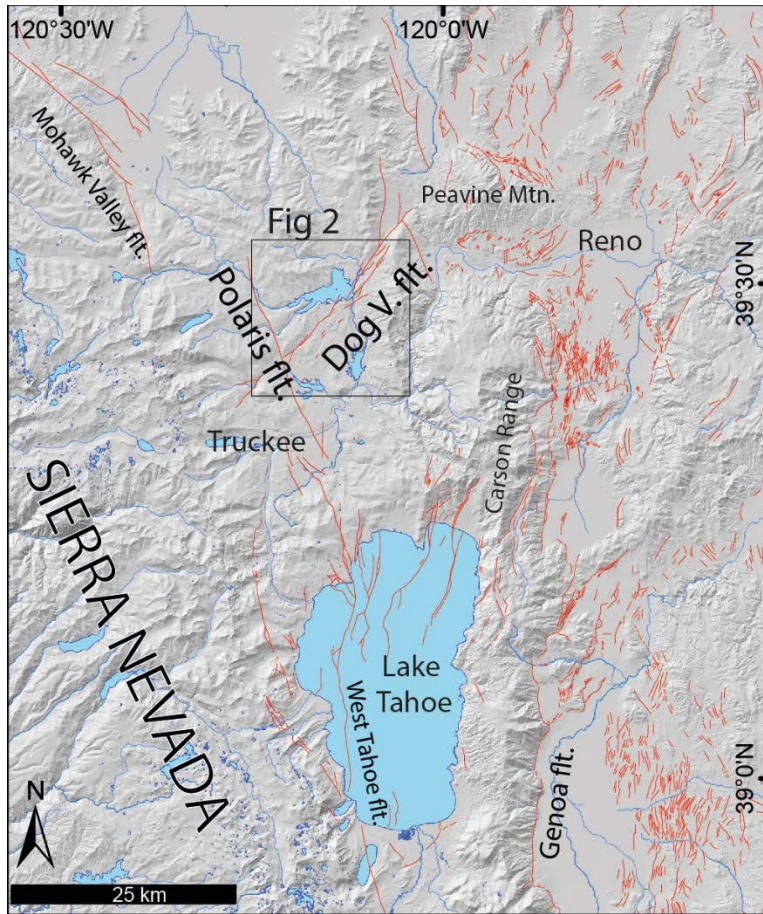 120°30'W
120°0'W
Mohawk Valley flt.
Peavine Mtn.
Fig 2
Reno
39°30'N
Polaris flt.
Dog V. flt.
Carson Range
Truckee
SIERRA NEVADA
Lake
Tahoe
West Tahoe flt.
Genoa flt.
39°0'N
N
25 km